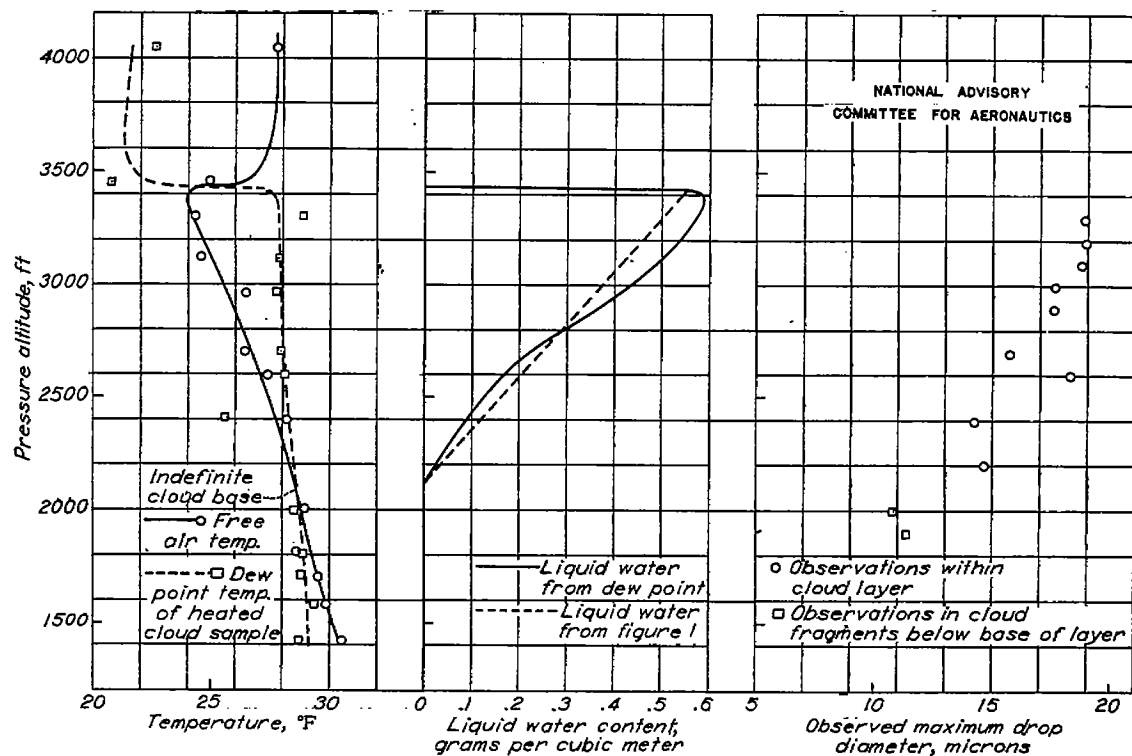 NATIONAL ADVISORY
COMMITTEE FOR AERONAUTICS
Pressure altitude, ft
4000
3500
3000
2500
2000
1500
Indefinite
cloud base
Free
air temp.
Dew
point temp.
of heated
cloud sample
20 25 30
Temperature, °F
Liquid water
from dew point
Liquid water
from figure 1
0 .1 .2 .3 .4 .5 .6
Liquid water content,
grams per cubic meter
Observations within
cloud layer
Observations in cloud
fragments below base of layer
5 10 15 20
Observed maximum drop
diameter, microns